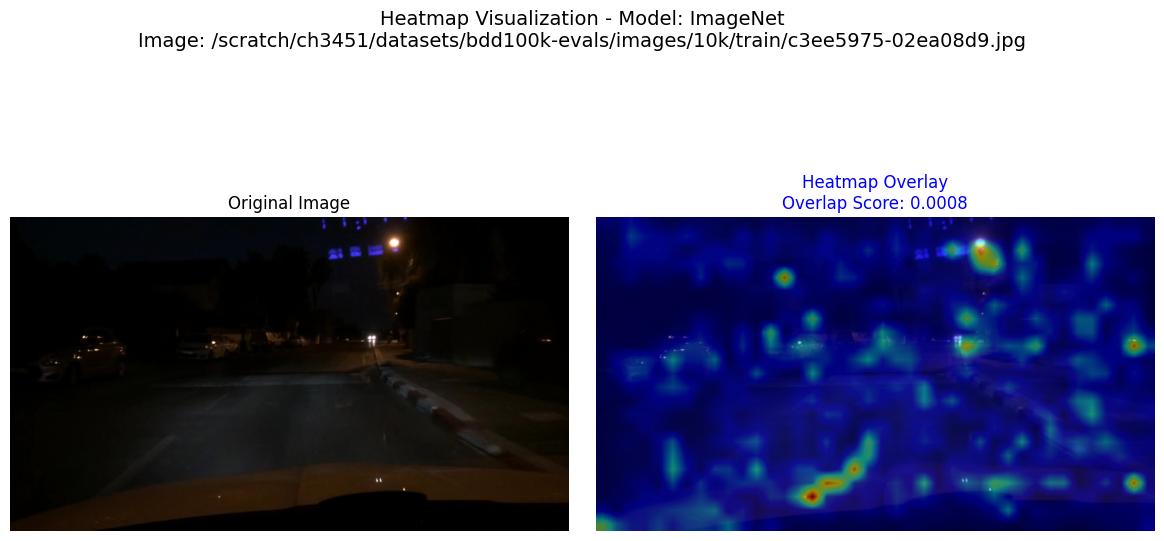 Heatmap Visualization - Model: ImageNet
Image: /scratch/ch3451/datasets/bdd100k-evals/images/10k/train/c3ee5975-02ea08d9.jpg
Original Image
Heatmap Overlay
Overlap Score: 0.0008